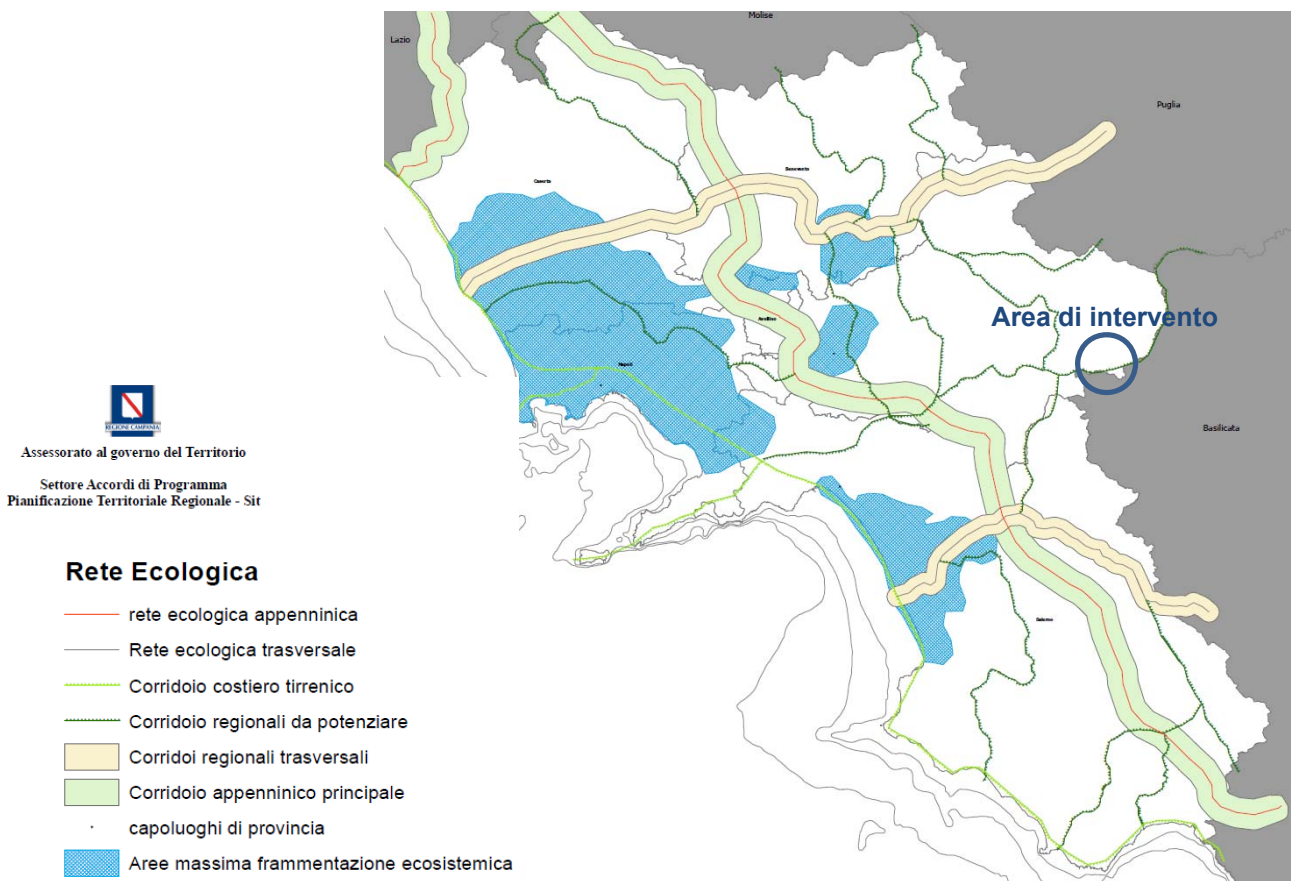 Molise
Lazio
Puglia
Caserta
Benevento
Area di intervento
Avellino
Napoli
Basilicata
Salerno
REGIONE CAMPANIA
Assessorato al governo del Territorio
Settore Accordi di Programma
Pianificazione Territoriale Regionale - Sit
Rete Ecologica
rete ecologica appenninica
Rete ecologica trasversale
Corridoio costiero tirrenico
Corridoio regionali da potenziare
Corridoi regionali trasversali
Corridoio appenninico principale
capoluoghi di provincia
Aree massima frammentazione ecosistemica